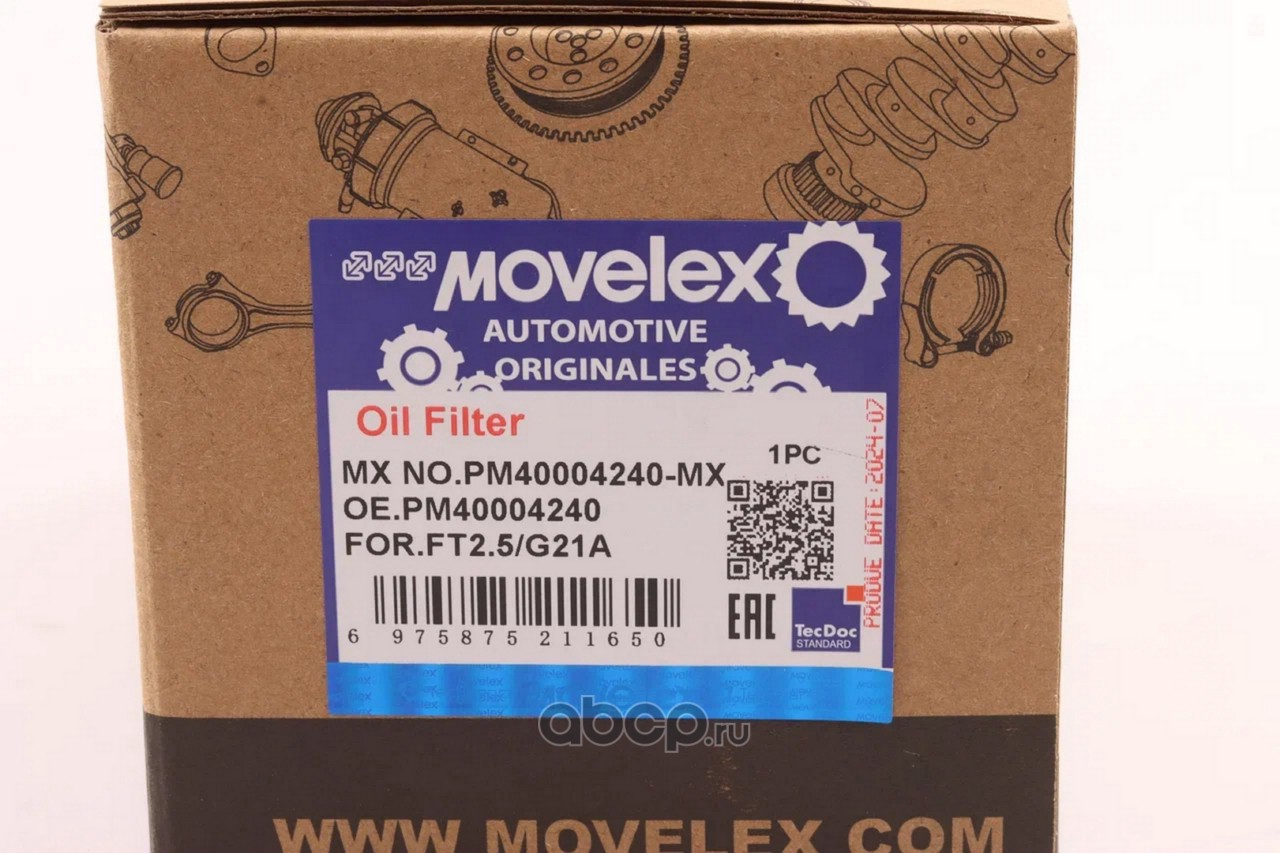 MOVELEX
AUTOMOTIVE
ORIGINALES
Oil Filter
MX NO.PM40004240-MX
1PC
OE.PM40004240
FOR.FT2.5/G21A
PRODUE DATE:2024-07
6 975875 211650
EAC
TecDoc
STANDARD
abcp.ru
WWW.MOVELEX.COM